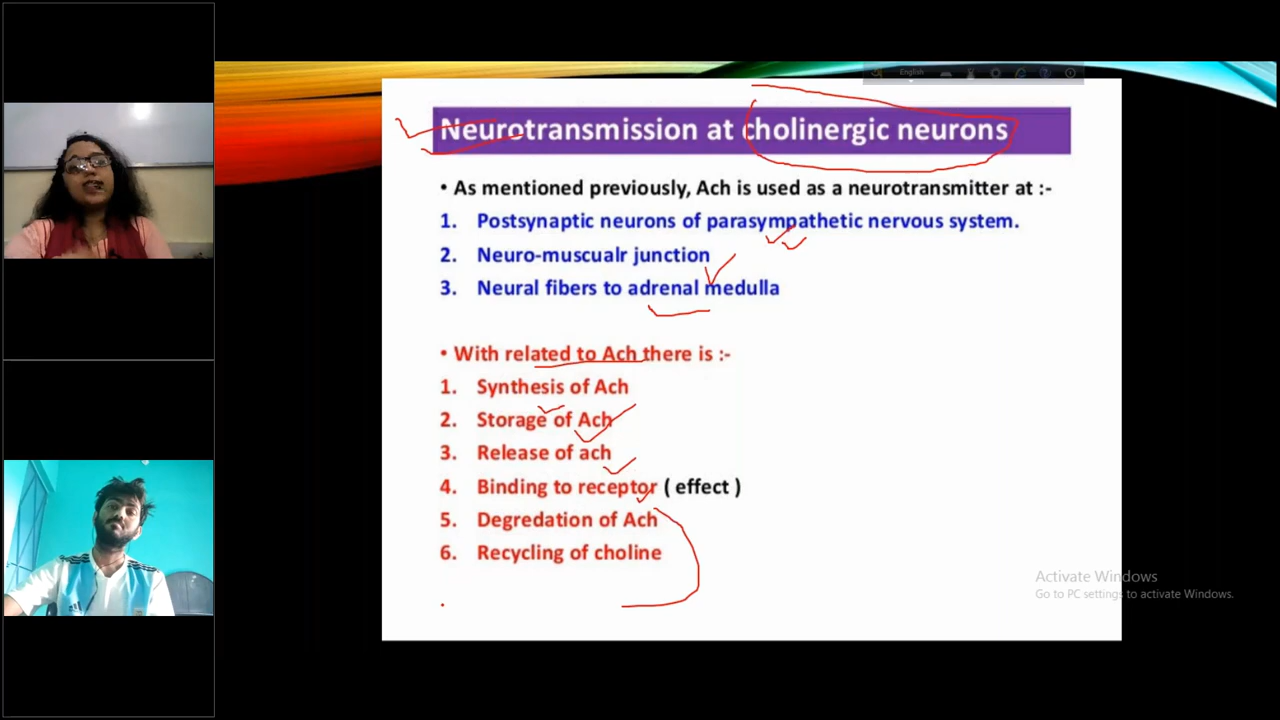 English
Neurotransmission at cholinergic neurons
• As mentioned previously, Ach is used as a neurotransmitter at :-
1. Postsynaptic neurons of parasympathetic nervous system.
2. Neuro-muscualr junction
3. Neural fibers to adrenal medulla
• With related to Ach there is :-
1. Synthesis of Ach
2. Storage of Ach
3. Release of ach
4. Binding to receptor ( effect )
5. Degredation of Ach
6. Recycling of choline
Activate Windows
Go to PC settings to activate Windows.